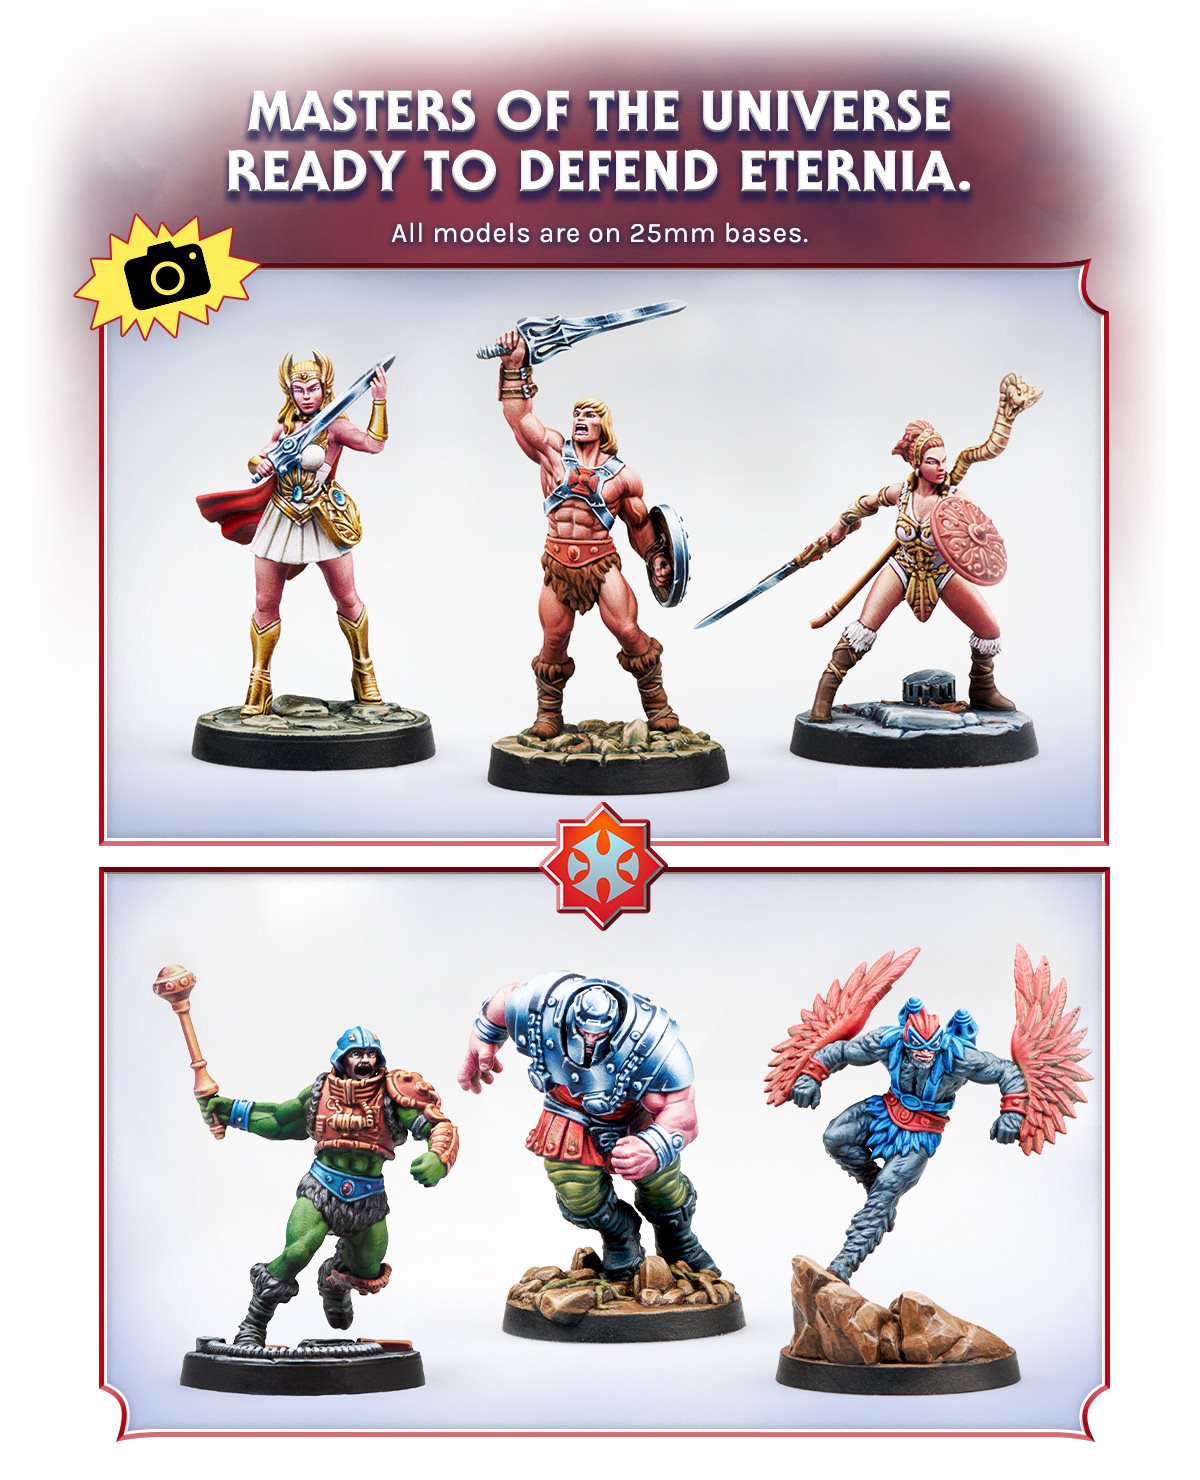 MASTERS OF THE UNIVERSE
READY TO DEFEND ETERNIA.
All models are on 25mm bases.